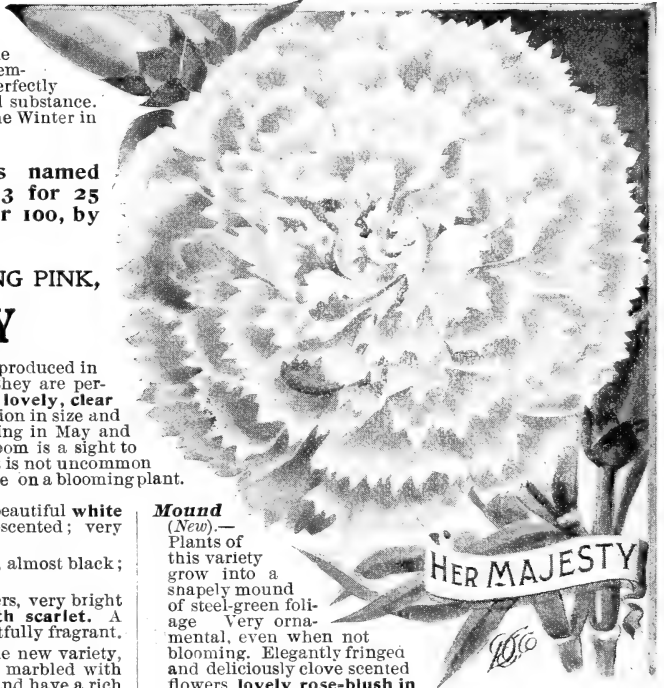 e
em-
erfectly
l substance.
ne Winter in
s named
3 for 25
r 100, by
NG PINK,
Y
produced in
hey are per-
lovely, clear
ion in size and
ing in May and
oom is a sight to
is not uncommon
e on a blooming plant.
beautiful white
scented; very
, almost black;
ers, very bright
th scarlet. A
tfully fragrant.
e new variety,
marbled with
nd have a rich
Mound
(New).—
Plants of
this variety
grow into a
snapely mound
of steel-green foli-
age Very orna-
mental, even when not
blooming. Elegantly fringed
and deliciously clove scented
flowers, lovely rose-blush in
HER MAJESTY